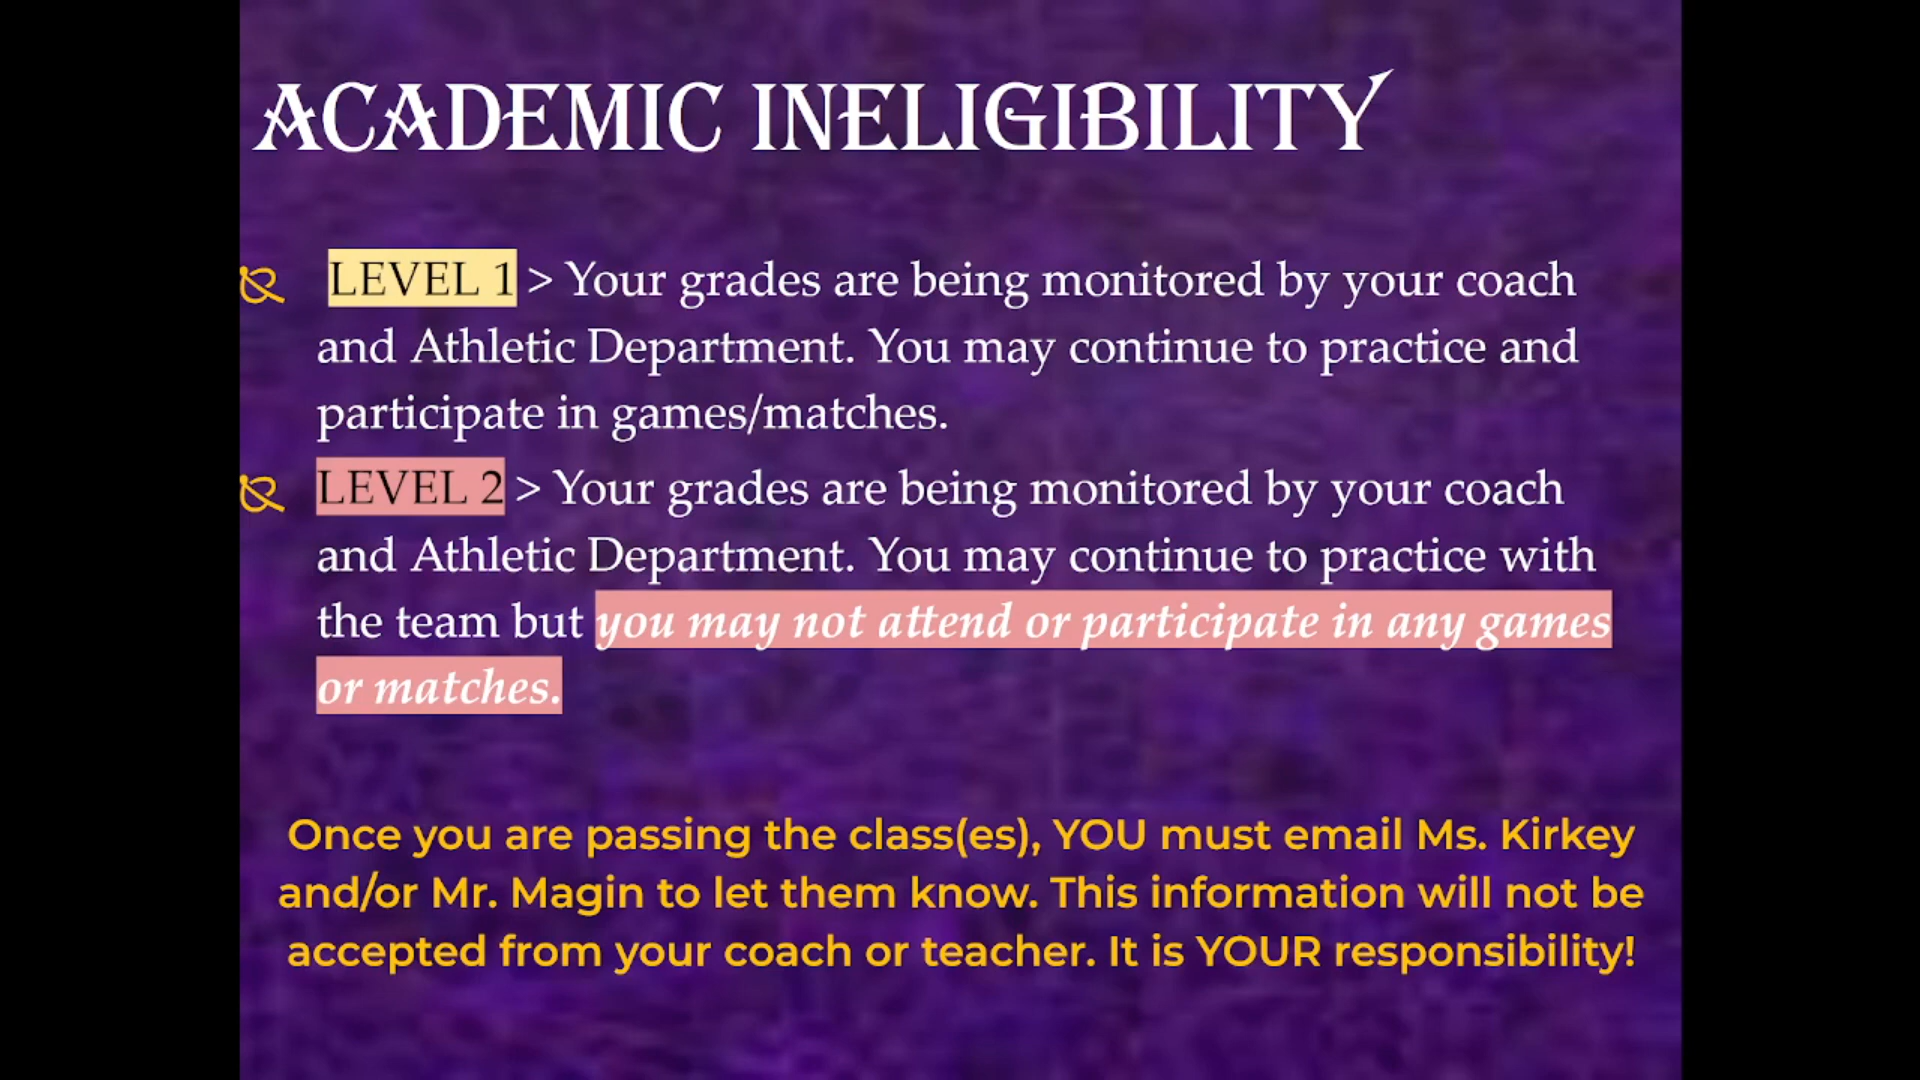 ACADEMIC INELIGIBILITY
LEVEL 1 > Your grades are being monitored by your coach
and Athletic Department. You may continue to practice and
participate in games/matches.
LEVEL 2 > Your grades are being monitored by your coach
and Athletic Department. You may continue to practice with
the team but you may not attend or participate in any games
or matches.
Once you are passing the class(es), YOU must email Ms. Kirkey
and/or Mr. Magin to let them know. This information will not be
accepted from your coach or teacher. It is YOUR responsibility!